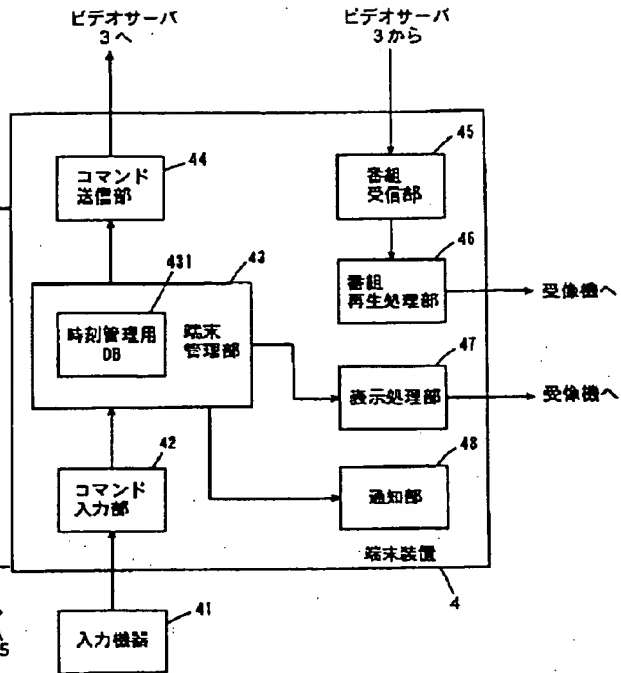 ビデオサーバ
3へ
ビデオサーバ
3から
44
コマンド
送信部
45
番組
受信部
43
431
時刻管理用
DB
端末
管理部
46
番組
再生処理部
受像機へ
47
表示処理部
受像機へ
42
コマンド
入力部
48
通知部
端末装置
4
41
入力機器
5